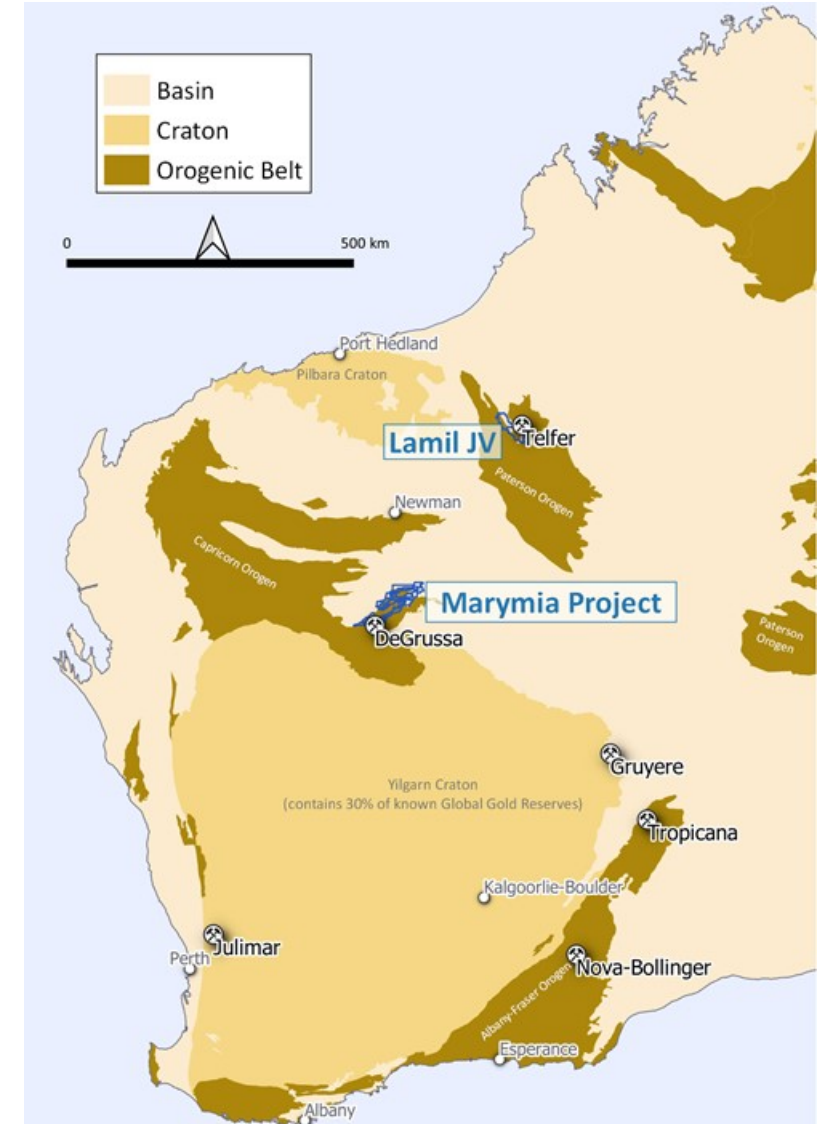 Basin
Craton
Orogenic Belt
0
500 km
Port Hedland
Pilbara Craton
Lamil JV
Telfer
Paterson Orogen
Newman
Capricorn Orogen
Marymia Project
DeGrussa
Paterson
Orogen
Gruyere
Yilgarn Craton
(contains 30% of known Global Gold Reserves)
Tropicana
Kalgoorlie-Boulder
Julimar
Perth
Nova-Bollinger
Albany-Fraser Orogen
Esperance
Albany